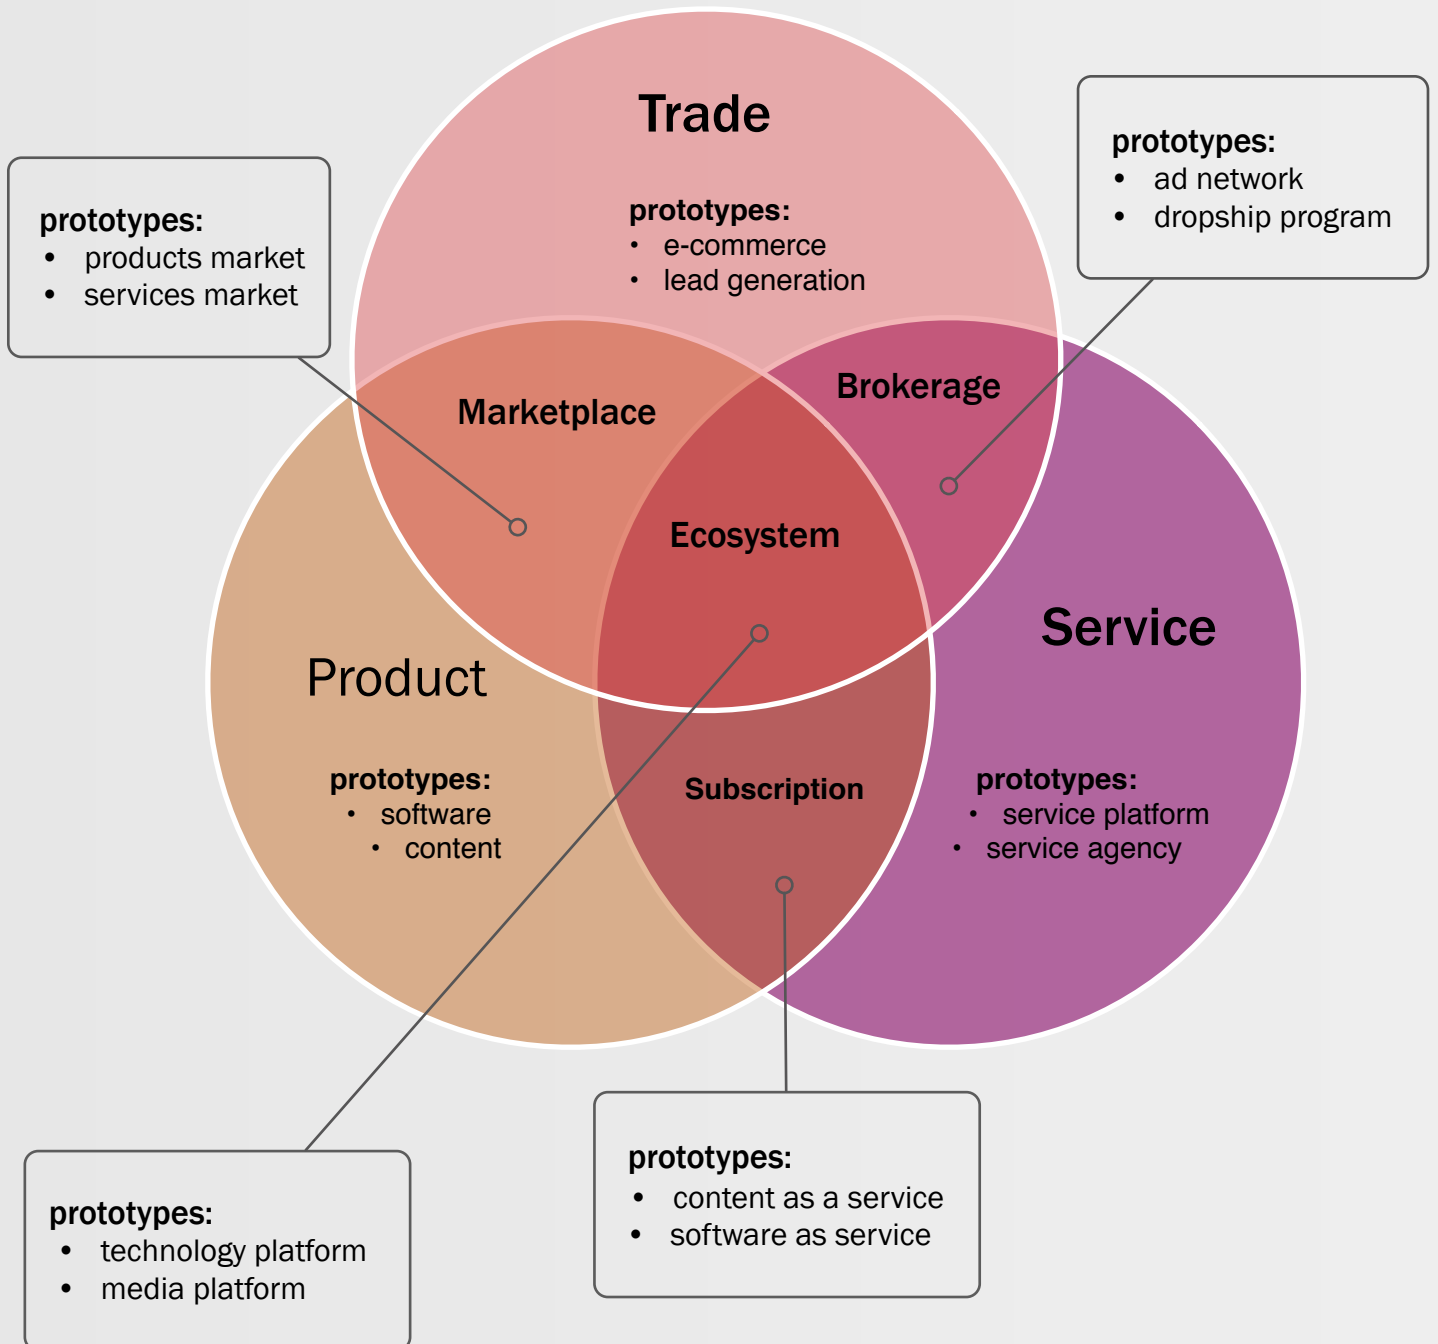 Trade
prototypes:
• e-commerce
• lead generation
prototypes:
• ad network
• dropship program
prototypes:
• products market
• services market
Brokerage
Marketplace
Ecosystem
Service
Product
prototypes:
• software
• content
Subscription
prototypes:
• service platform
• service agency
prototypes:
• content as a service
• software as service
prototypes:
• technology platform
• media platform